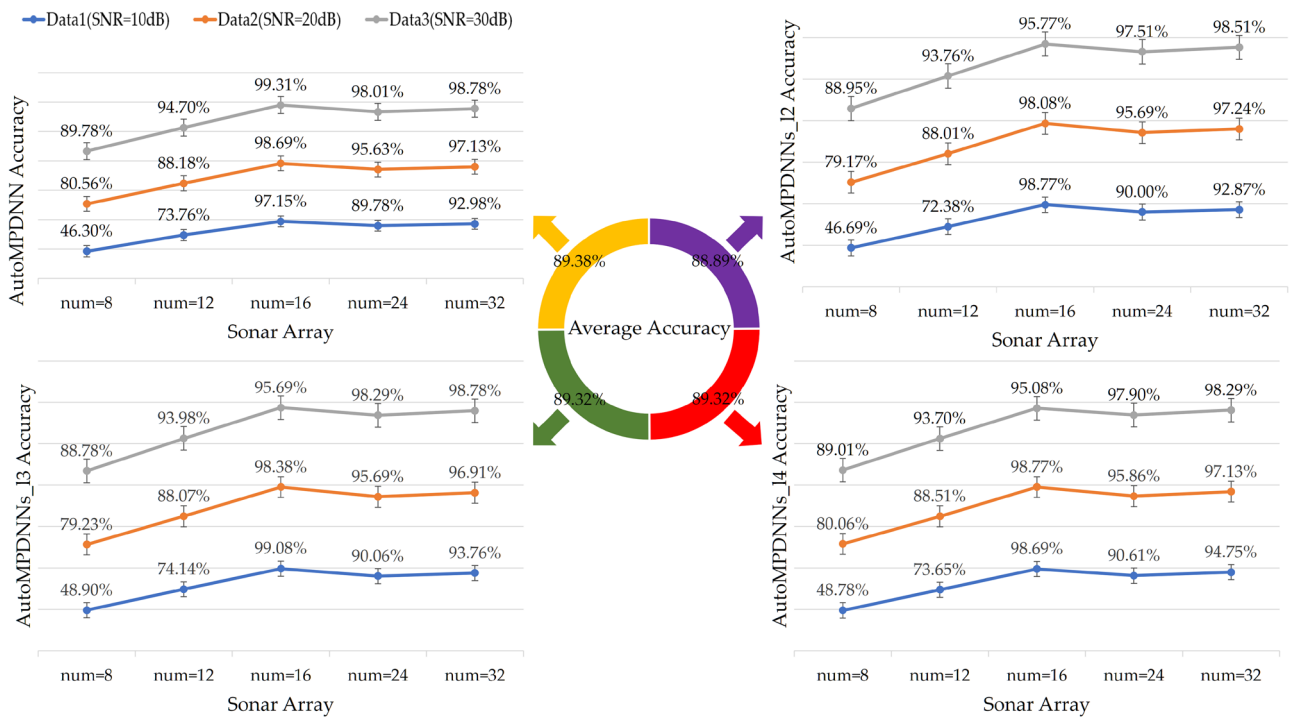 Data1(SNR=10dB) Data2(SNR=20dB) Data3(SNR=30dB)
AutoMPDNN Accuracy
99.31% 98.01% 98.78%
94.70%
89.78%
98.69% 95.63% 97.13%
88.18%
80.56%
97.15% 89.78% 92.98%
73.76%
46.30%
num=8 num=12 num=16 num=24 num=32
Sonar Array
AutoMPDNNs_l2 Accuracy
95.77% 97.51% 98.51%
93.76%
88.95%
98.08% 95.69% 97.24%
88.01%
79.17%
98.77% 90.00% 92.87%
72.38%
46.69%
num=8 num=12 num=16 num=24 num=32
Sonar Array
89.38% 88.89%
Average Accuracy
89.32% 89.32%
AutoMPDNNs_l3 Accuracy
95.69% 98.29% 98.78%
93.98%
88.78%
98.38% 95.69% 96.91%
88.07%
79.23%
99.08% 90.06% 93.76%
74.14%
48.90%
num=8 num=12 num=16 num=24 num=32
Sonar Array
AutoMPDNNs_l4 Accuracy
95.08% 97.90% 98.29%
93.70%
89.01%
98.77% 95.86% 97.13%
88.51%
80.06%
98.69% 90.61% 94.75%
73.65%
48.78%
num=8 num=12 num=16 num=24 num=32
Sonar Array